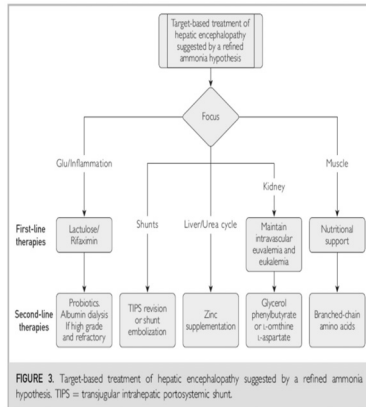 Target-based treatment of
hepatic encephalopathy
suggested by a refined
ammonia hypothesis
Focus
Glu/Inflammation
Muscle
Kidney
Shunts
Liver/Urea cycle
First-line
therapies
Lactulose/
Rifaximin
Maintain
intravascular
euvalemia and
eukalemia
Nutritional
support
Second-line
therapies
Probiotics.
Albumin dialysis
If high grade
and refractory
TIPS revision
or shunt
embolization
Zinc
supplementation
Glycerol
phenylbutyrate
or L-ornthine
L-aspartate
Branched-chain
amino acids
FIGURE 3. Target-based treatment of hepatic encephalopathy suggested by a refined ammonia
hypothesis. TIPS = transjugular intrahepatic portosystemic shunt.